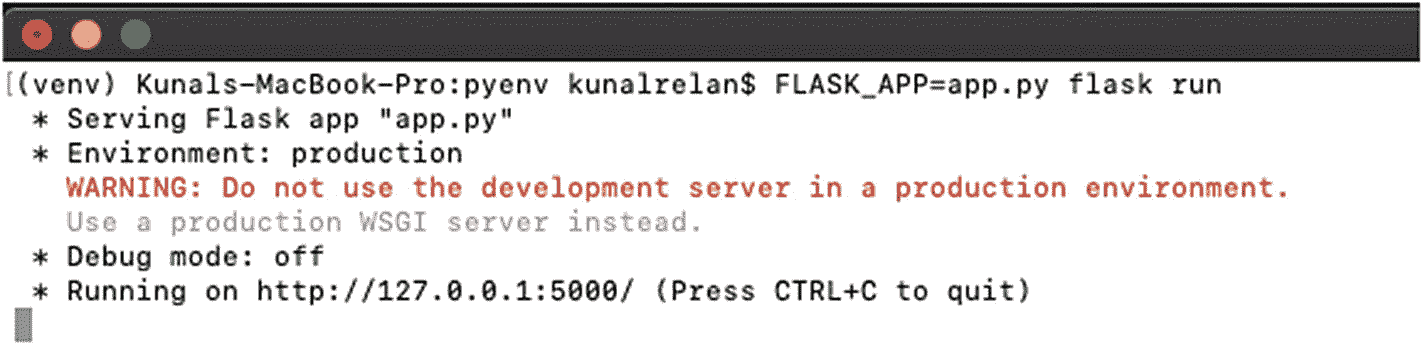 (venv) Kunals-MacBook-Pro:pyenv kunalrelan$ FLASK_APP=app.py flask run
* Serving Flask app "app.py"
* Environment: production
WARNING: Do not use the development server in a production environment.
Use a production WSGI server instead.
* Debug mode: off
* Running on http://127.0.0.1:5000/ (Press CTRL+C to quit)